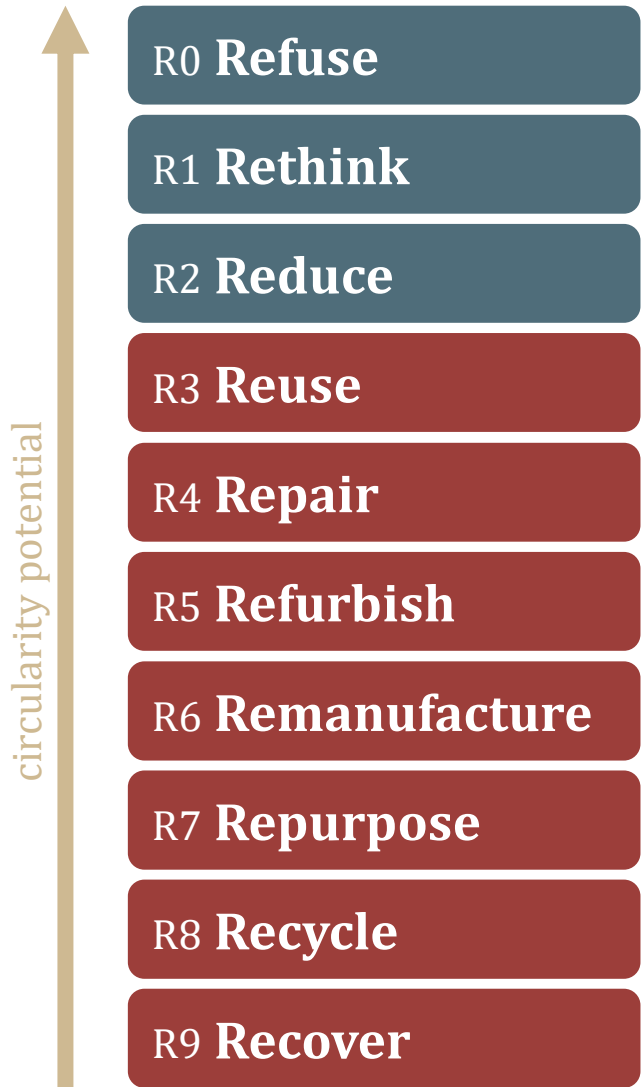 R0 Refuse
R1 Rethink
R2 Reduce
R3 Reuse
R4 Repair
R5 Refurbish
R6 Remanufacture
R7 Repurpose
R8 Recycle
R9 Recover
circularity potential